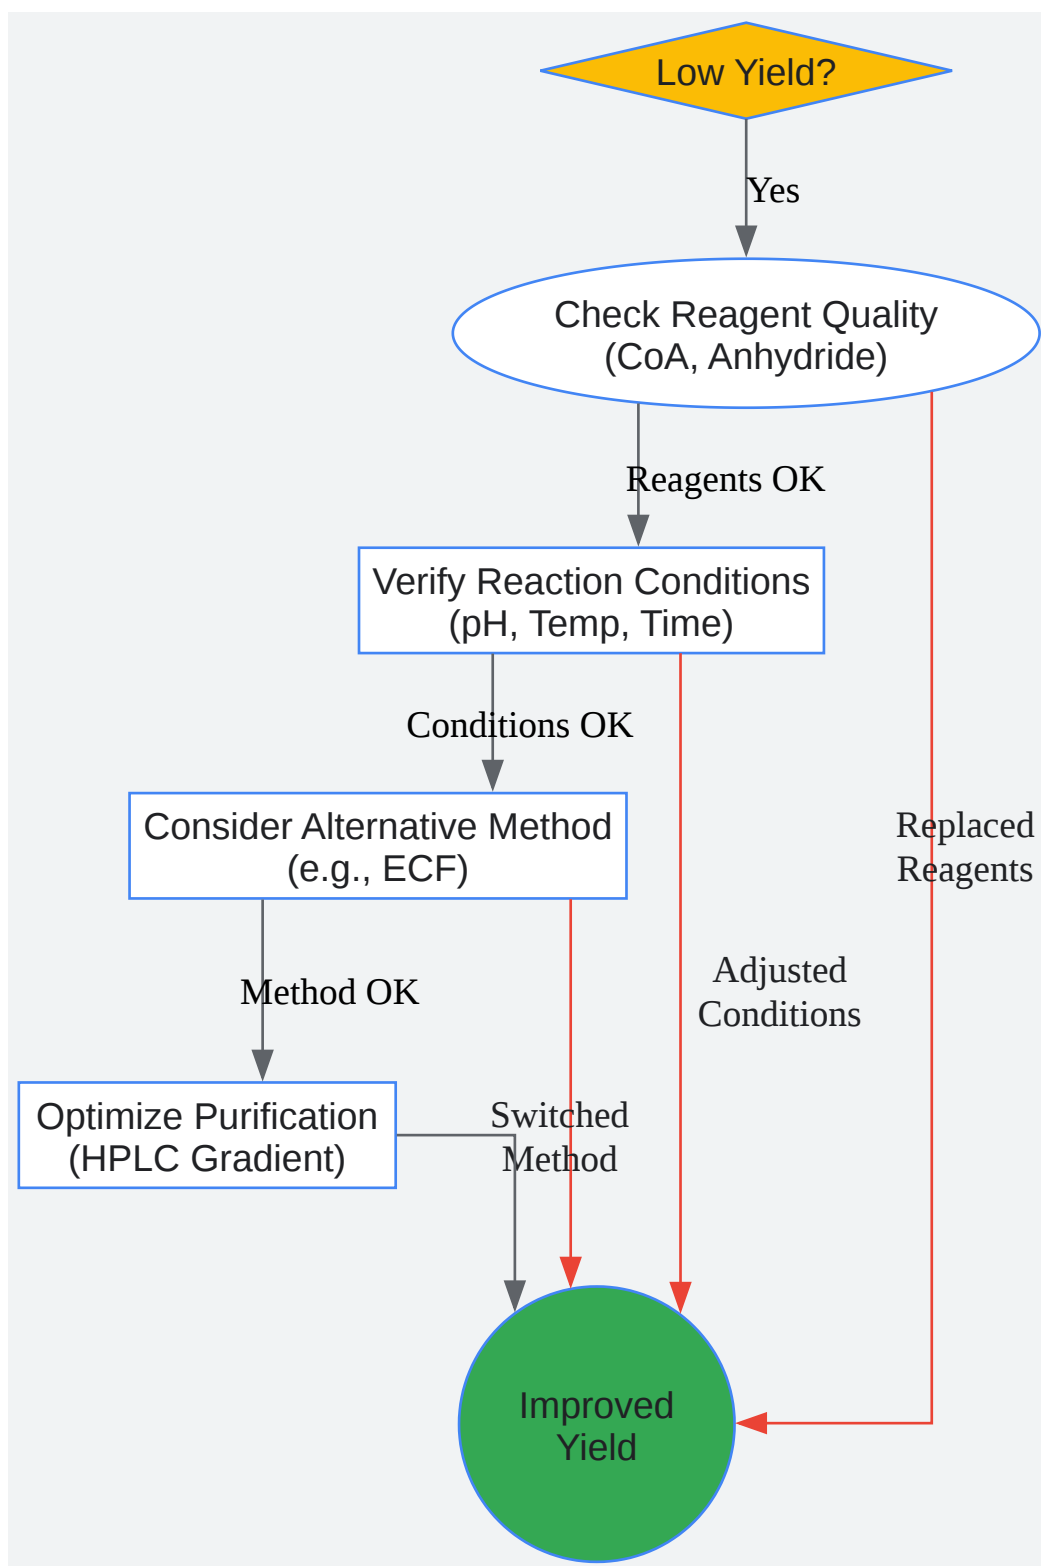 Low Yield?
Yes
Check Reagent Quality
(CoA, Anhydride)
Reagents OK
Verify Reaction Conditions
(pH, Temp, Time)
Conditions OK
Consider Alternative Method
(e.g., ECF)
Replaced
Reagents
Method OK
Adjusted
Conditions
Optimize Purification
(HPLC Gradient)
Switched
Method
Improved
Yield